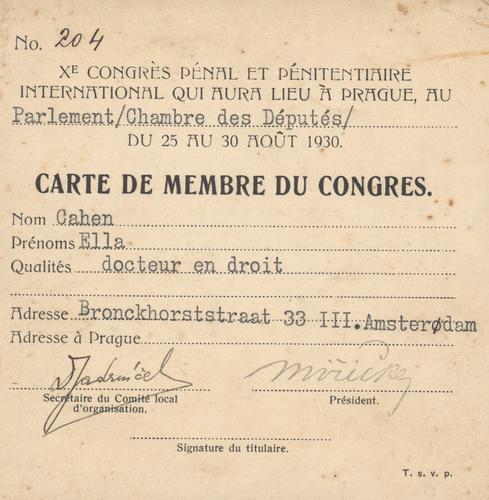 No. 204
XE CONGRÈS PÉNAL ET PÉNITENTIAIRE
INTERNATIONAL QUI AURA LIEU À PRAGUE, AU
Parlement/Chambre des Députés/
DU 25 AU 30 AOÛT 1930.
CARTE DE MEMBRE DU CONGRES.
Nom Cahen
Prénoms Ella
Qualités docteur en droit
Adresse Bronckhorststraat 33 III. Amsterødam
Adresse à Prague
Secrétaire du Comité local
d'organisation.
Président.
Signature du titulaire.
T. s. v. p.